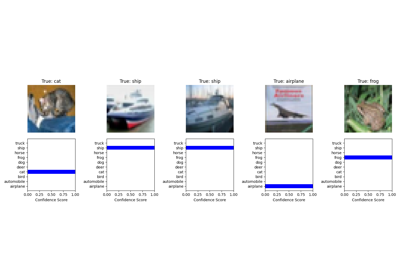 True: cat
True: ship
True: ship
True: airplane
True: frog
truck
ship
horse
frog
dog
deer
cat
bird
automobile
airplane
0.00 0.25 0.50 0.75 1.00
Confidence Score
truck
ship
horse
frog
dog
deer
cat
bird
automobile
airplane
0.00 0.25 0.50 0.75 1.00
Confidence Score
truck
ship
horse
frog
dog
deer
cat
bird
automobile
airplane
0.00 0.25 0.50 0.75 1.00
Confidence Score
truck
ship
horse
frog
dog
deer
cat
bird
automobile
airplane
0.00 0.25 0.50 0.75 1.00
Confidence Score
truck
ship
horse
frog
dog
deer
cat
bird
automobile
airplane
0.00 0.25 0.50 0.75 1.00
Confidence Score